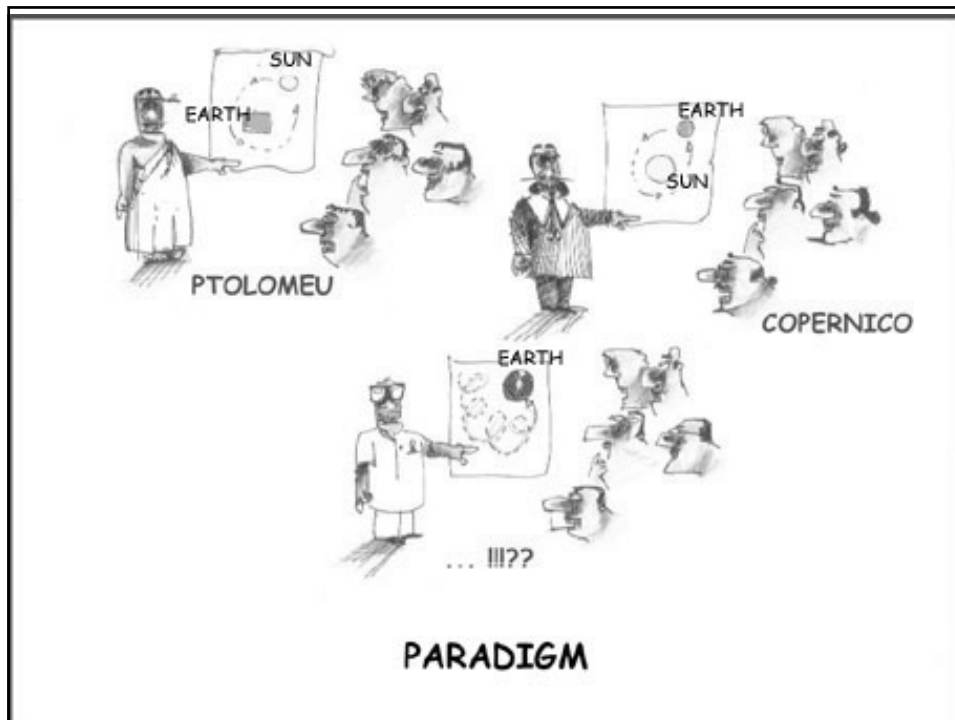 SUN
EARTH
PTOLOMEU
EARTH
SUN
COPERNICO
EARTH
... !!!??
PARADIGM